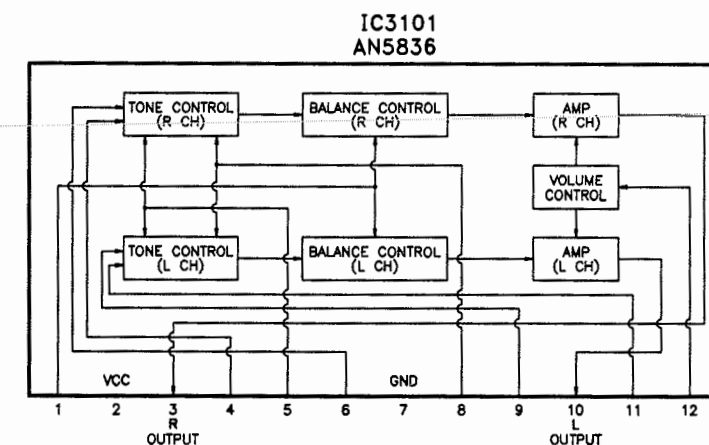 IC3101
AN5836
TONE CONTROL
(R CH)
BALANCE CONTROL
(R CH)
AMP
(R CH)
VOLUME
CONTROL
TONE CONTROL
(L CH)
BALANCE CONTROL
(L CH)
AMP
(L CH)
VCC
GND
1 2 3 4 5 6 7 8 9 10 11 12
R L
OUTPUT OUTPUT